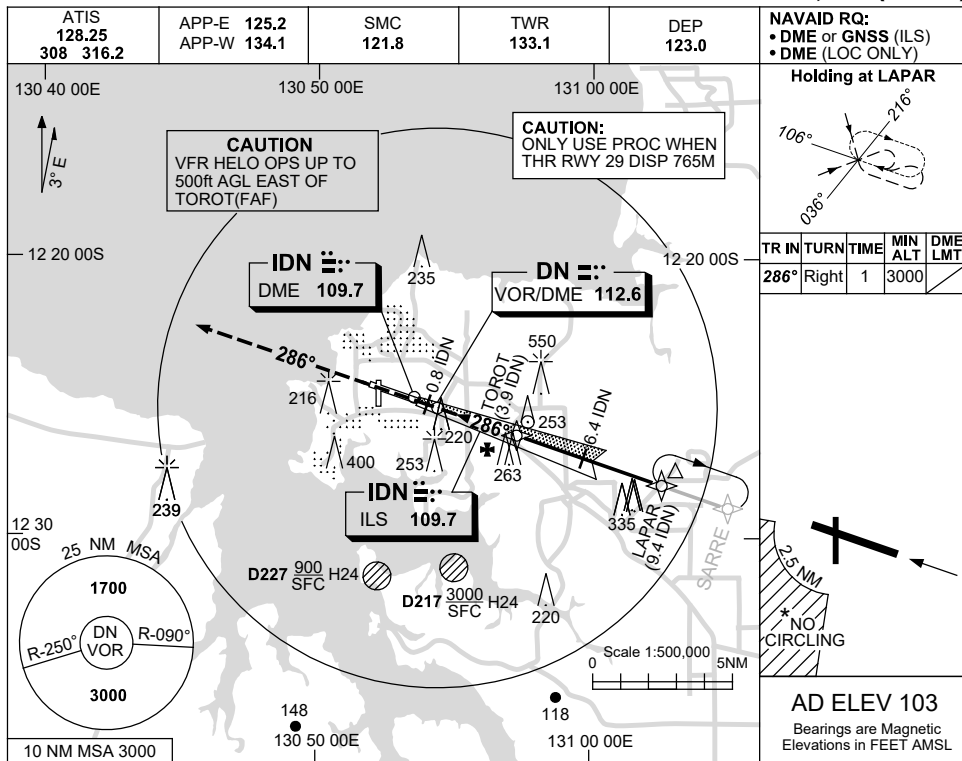 ATIS
128.25
308 316.2
APP-E 125.2
APP-W 134.1
SMC
121.8
TWR
133.1
DEP
123.0
NAVAID RQ:
• DME or GNSS (ILS)
• DME (LOC ONLY)
130 40 00E
130 50 00E
131 00 00E
3° E
CAUTION
VFR HELO OPS UP TO
500ft AGL EAST OF
TOROT(FAF)
CAUTION:
ONLY USE PROC WHEN
THR RWY 29 DISP 765M
Holding at LAPAR
216°
106°
036°
TR IN TURN TIME MIN ALT DME LMT
286° Right 1 3000
12 20 00S
12 20 00S
IDN
DME 109.7
235
DN
VOR/DME 112.6
286°
216
0.8 IDN
TOROT
(3.9 IDN)
550
286°
253
6.4 IDN
220
253
263
400
239
IDN
ILS 109.7
335
LAPAR
(9.4 IDN)
SARRE
12 30
00S
25 NM MSA
1700
R-250°
DN
VOR
R-090°
3000
D227 900
SFC H24
D217 3000
SFC H24
220
2.5 NM
*NO
CIRCLING
Scale 1:500,000
0 5NM
148
118
130 50 00E
131 00 00E
10 NM MSA 3000
AD ELEV 103
Bearings are Magnetic
Elevations in FEET AMSL